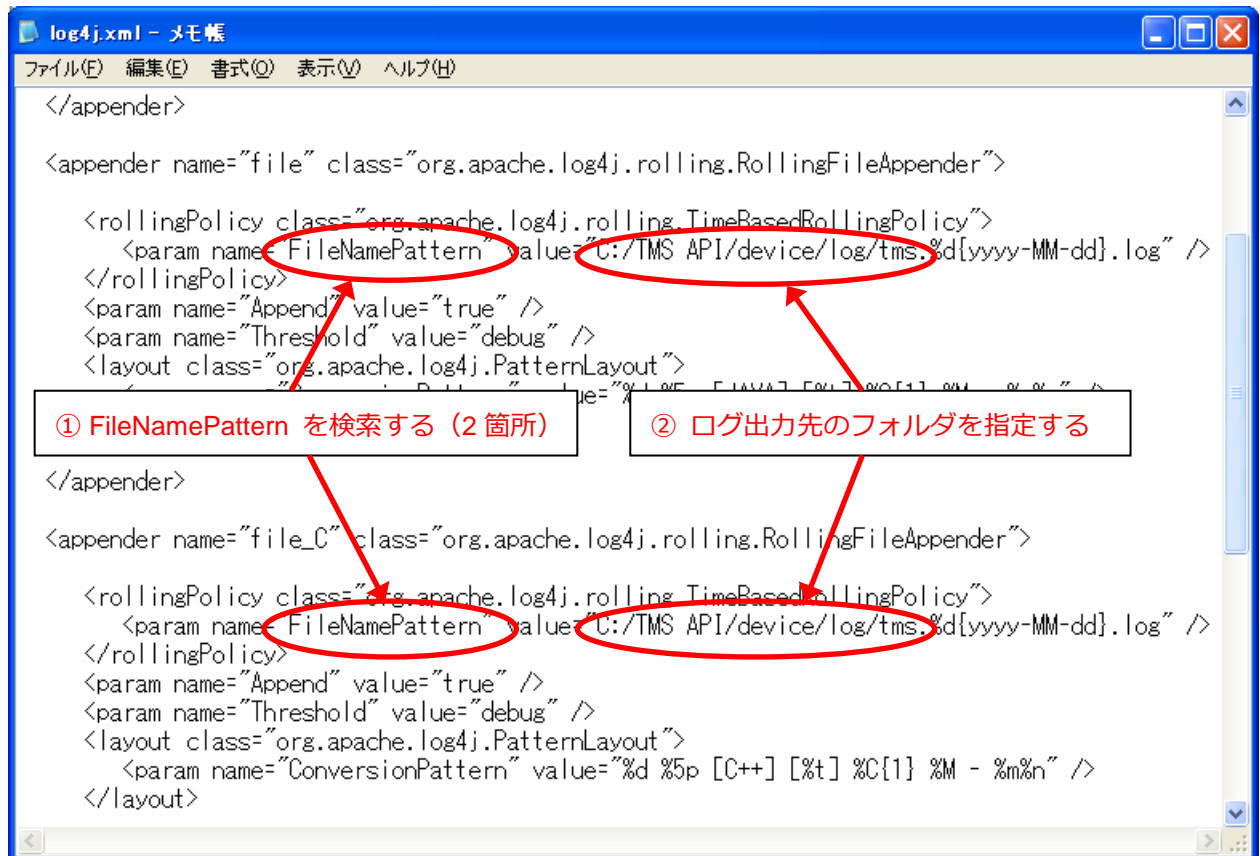 log4j.xml - メモ帳
ファイル(F) 編集(E) 書式(O) 表示(V) ヘルプ(H)
</appender>
<appender name="file" class="org.apache.log4j.rolling.RollingFileAppender">
<rollingPolicy class="org.apache.log4j.rolling.TimeBasedRollingPolicy">
<param name="FileNamePattern" value="C:/TMS API/device/log/tms.%d{yyyy-MM-dd}.log" />
</rollingPolicy>
<param name="Append" value="true" />
<param name="Threshold" value="debug" />
<layout class="org.apache.log4j.PatternLayout">
① FileNamePattern を検索する（2 箇所）
② ログ出力先のフォルダを指定する
</appender>
<appender name="file_C" class="org.apache.log4j.rolling.RollingFileAppender">
<rollingPolicy class="org.apache.log4j.rolling.TimeBasedRollingPolicy">
<param name="FileNamePattern" value="C:/TMS API/device/log/tms.%d{yyyy-MM-dd}.log" />
</rollingPolicy>
<param name="Append" value="true" />
<param name="Threshold" value="debug" />
<layout class="org.apache.log4j.PatternLayout">
<param name="ConversionPattern" value="%d %5p [C++] [%t] %C{1} %M - %m%n" />
</layout>